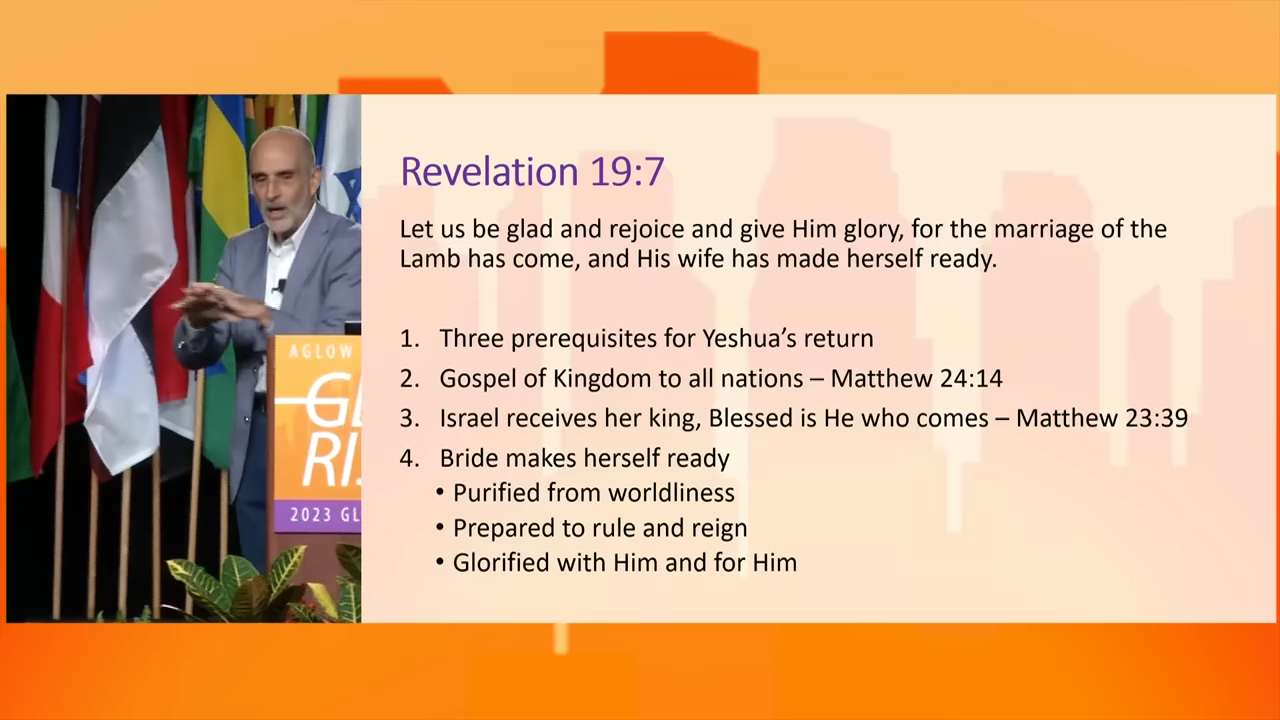 Revelation 19:7
Let us be glad and rejoice and give Him glory, for the marriage of the
Lamb has come, and His wife has made herself ready.
1. Three prerequisites for Yeshua’s return
2. Gospel of Kingdom to all nations – Matthew 24:14
3. Israel receives her king, Blessed is He who comes – Matthew 23:39
4. Bride makes herself ready
• Purified from worldliness
• Prepared to rule and reign
• Glorified with Him and for Him
AGLOW
2023 GL